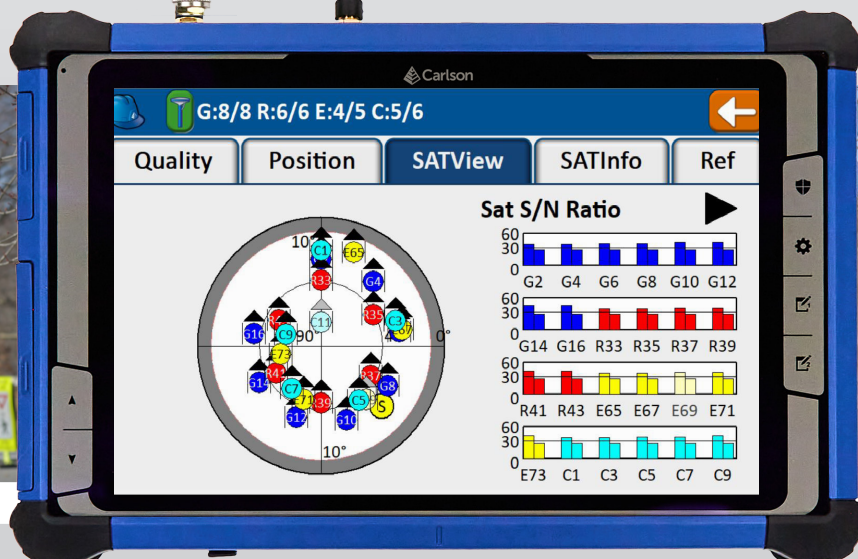 Carlson
G:8/8 R:6/6 E:4/5 C:5/6
Quality Position SATView SATInfo Ref
Sat S/N Ratio
60
30
0
G2 G4 G6 G8 G10 G12
60
30
0
G14 G16 R33 R35 R37 R39
60
30
0
R41 R43 E65 E67 E69 E71
60
30
0
E73 C1 C3 C5 C7 C9
10°
C1
E65
R33
G4
C11
R35
C3
G16
C9
90°
0°
E73
G14
R41
C7
R37
G8
E71
R39
C5
S
G12
G10
10°